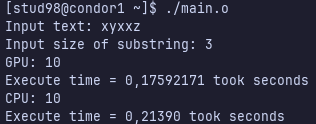 [stud98@condor1 ~]$ ./main.o
Input text: xyxxz
Input size of substring: 3
GPU: 10
Execute time = 0,17592171 took seconds
CPU: 10
Execute time = 0,21390 took seconds